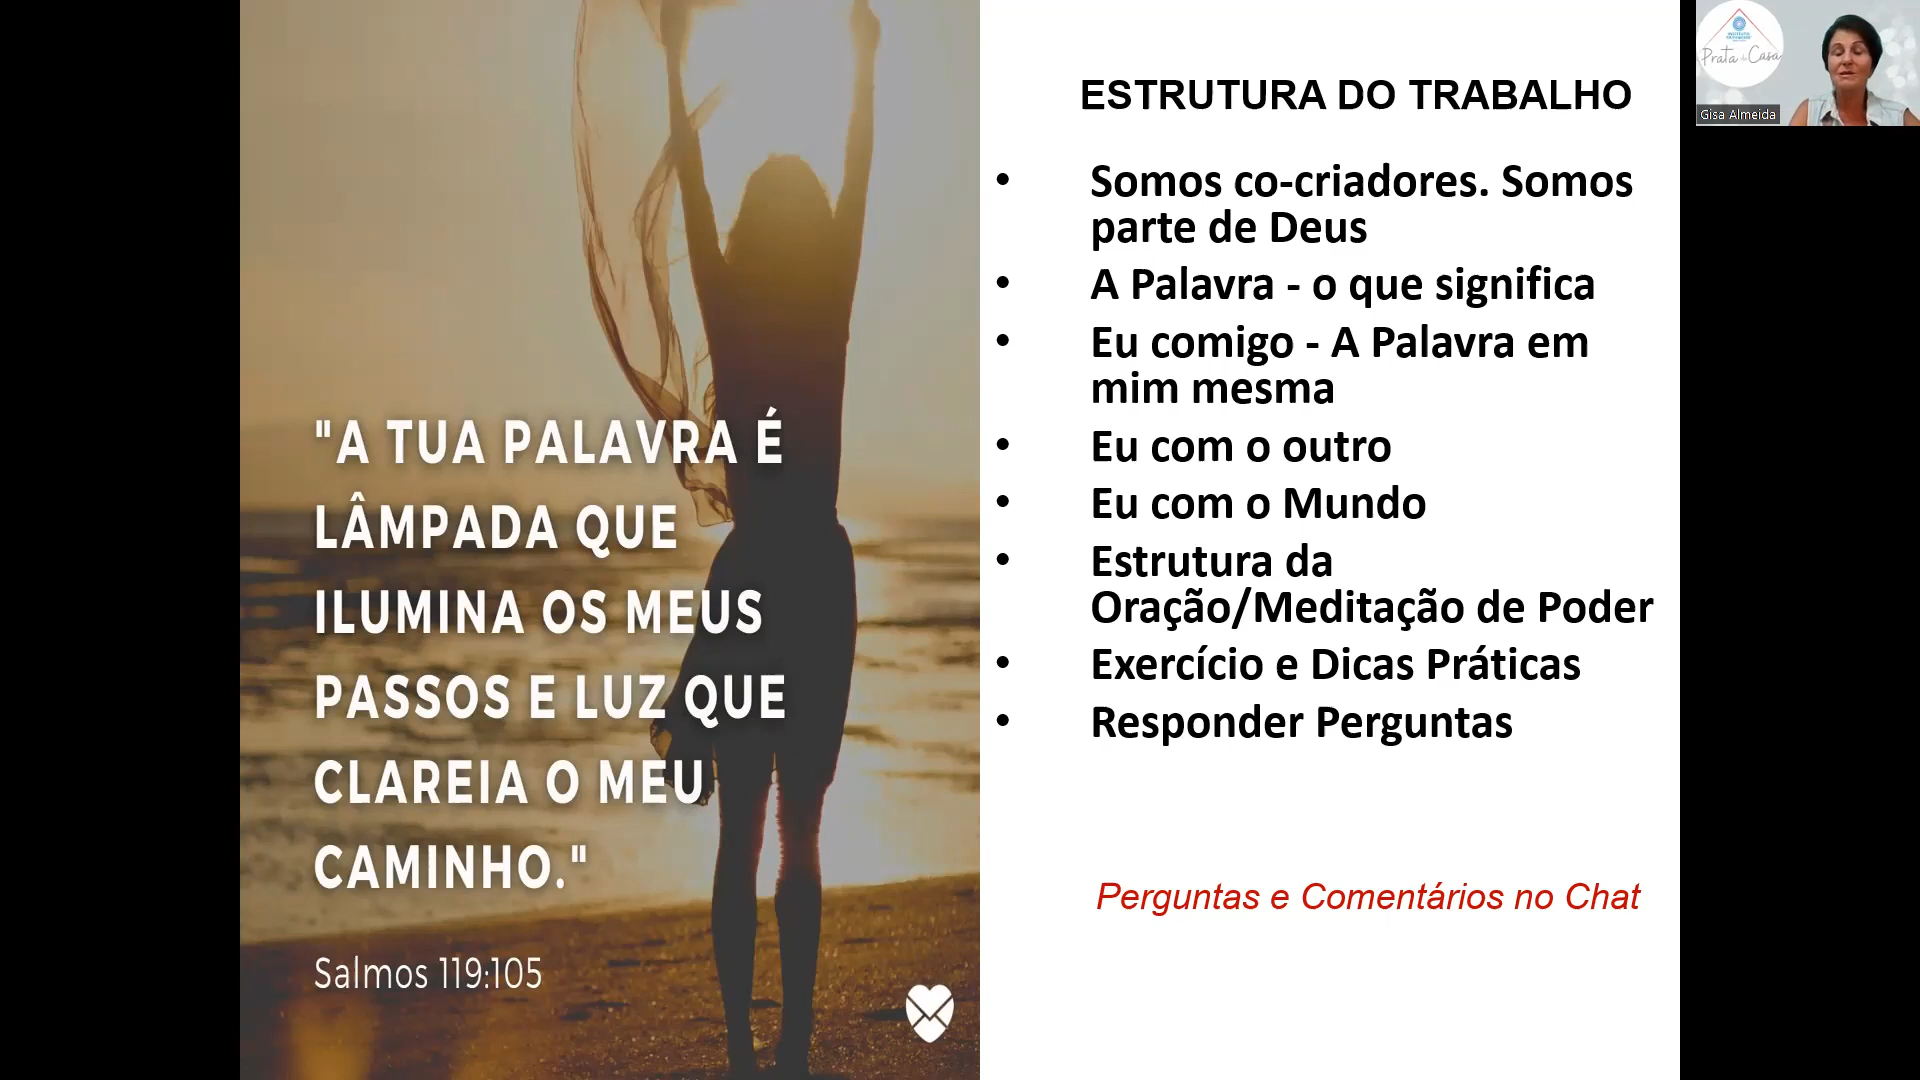 "A TUA PALAVRA É
LÂMPADA QUE
ILUMINA OS MEUS
PASSOS E LUZ QUE
CLAREIA O MEU
CAMINHO."
Salmos 119:105
ESTRUTURA DO TRABALHO
• Somos co-criadores. Somos
parte de Deus
• A Palavra - o que significa
• Eu comigo - A Palavra em
mim mesma
• Eu com o outro
• Eu com o Mundo
• Estrutura da
Oração/Meditação de Poder
• Exercício e Dicas Práticas
• Responder Perguntas
Perguntas e Comentários no Chat
Prata da Casa
Gisa Almeida